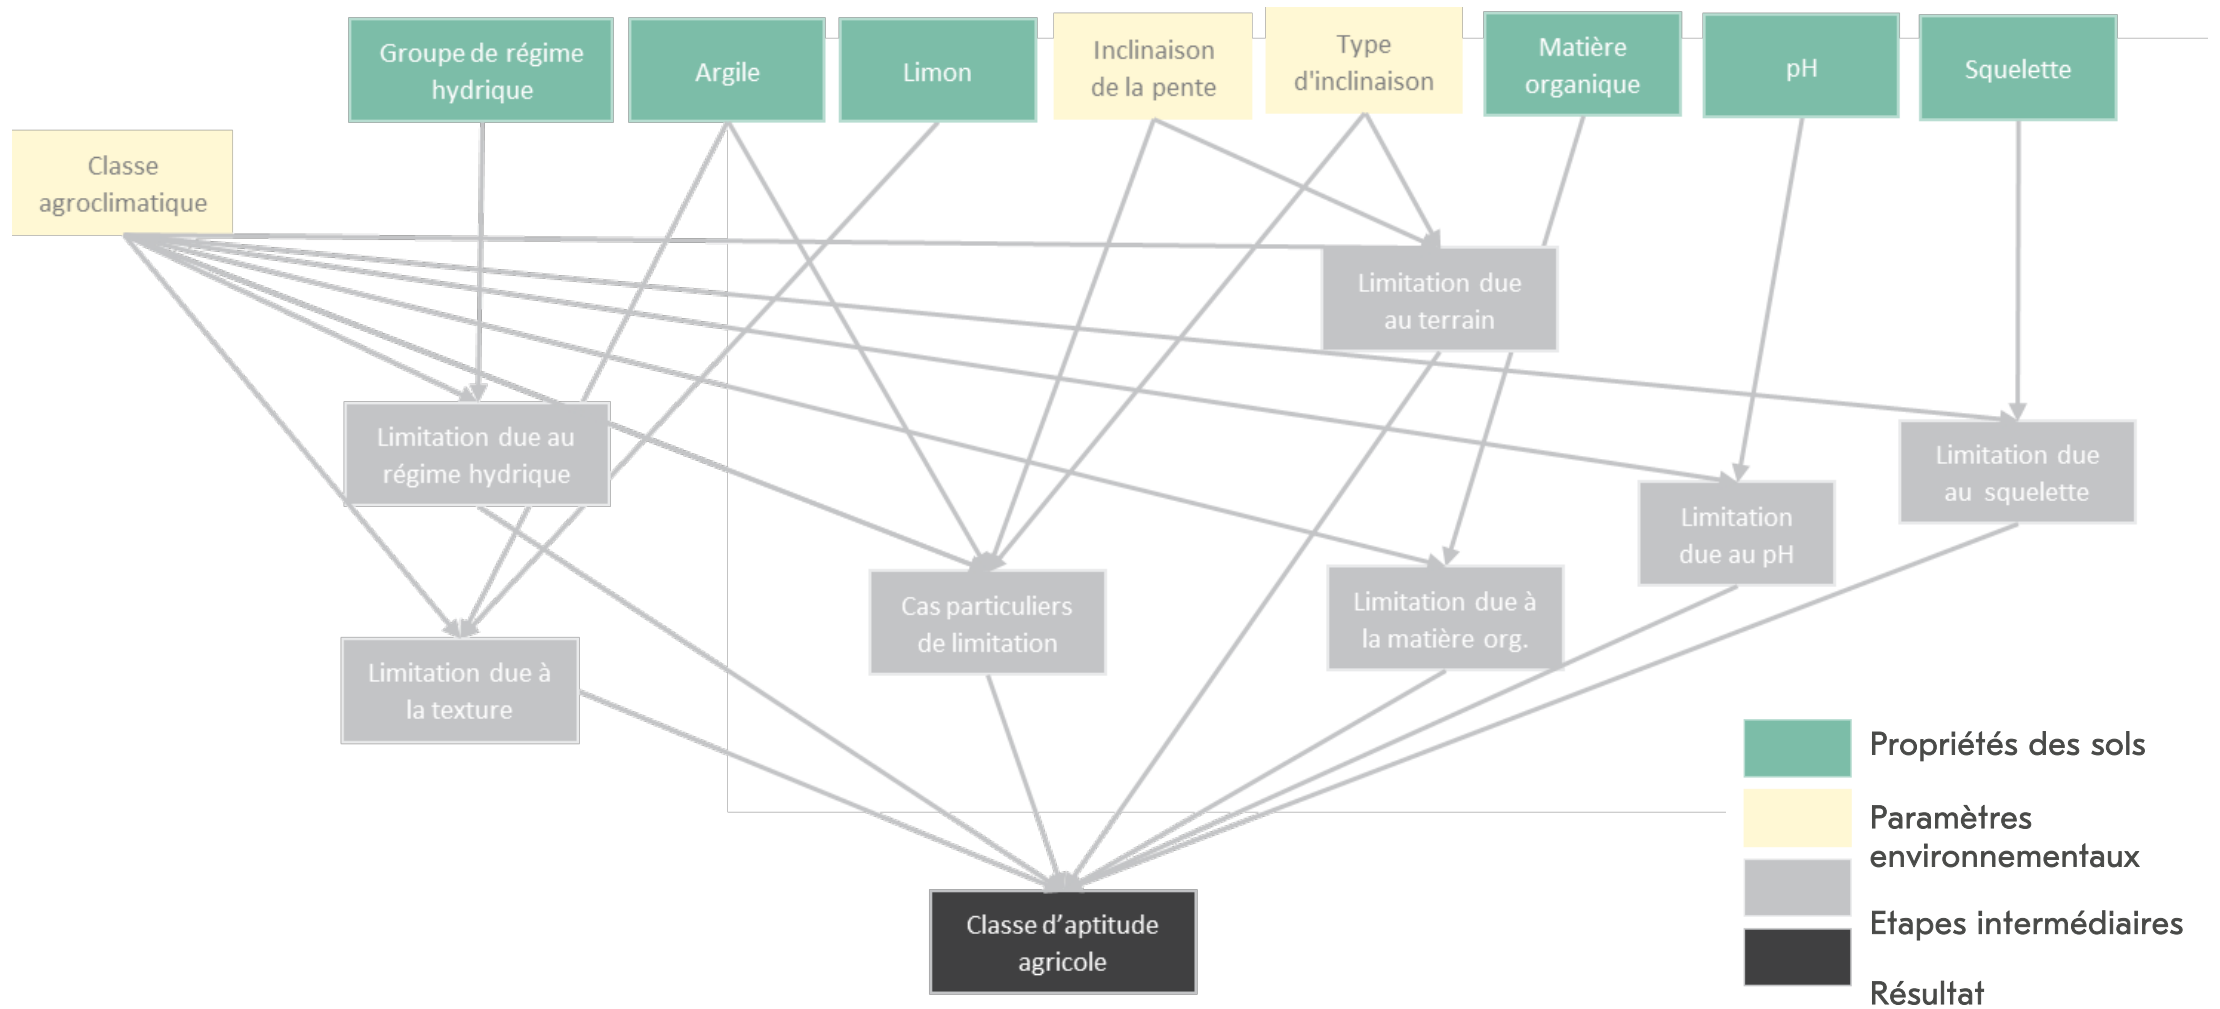 Groupe de régime
hydrique
Argile
Limon
Inclinaison
de la pente
Type
d'inclinaison
Matière
organique
pH
Squelette
Classe
agroclimatique
Limitation due
au terrain
Limitation due au
régime hydrique
Limitation due
au squelette
Limitation
due au pH
Cas particuliers
de limitation
Limitation due à
la matière org.
Limitation due à
la texture
Classe d’aptitude
agricole
Propriétés des sols
Paramètres
environnementaux
Etapes intermédiaires
Résultat